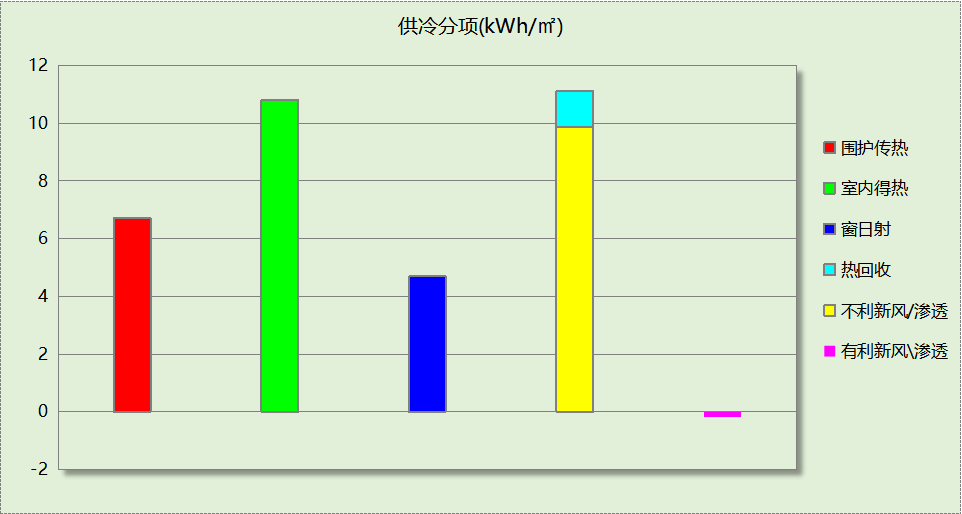 供冷分项(kWh/㎡)
12
10
8
6
4
2
0
-2
围护传热
室内得热
窗日射
热回收
不利新风/渗透
有利新风\渗透